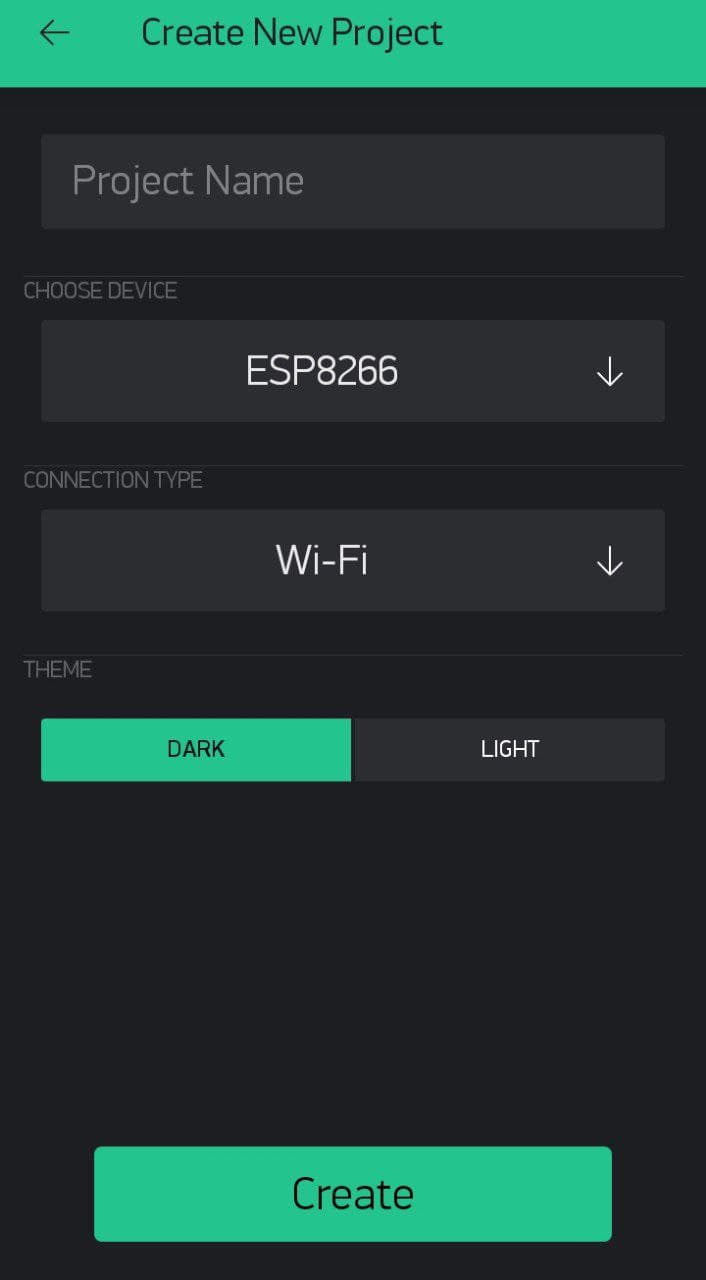 Create New Project
Project Name
CHOOSE DEVICE
ESP8266
CONNECTION TYPE
Wi-Fi
THEME
DARK LIGHT
Create